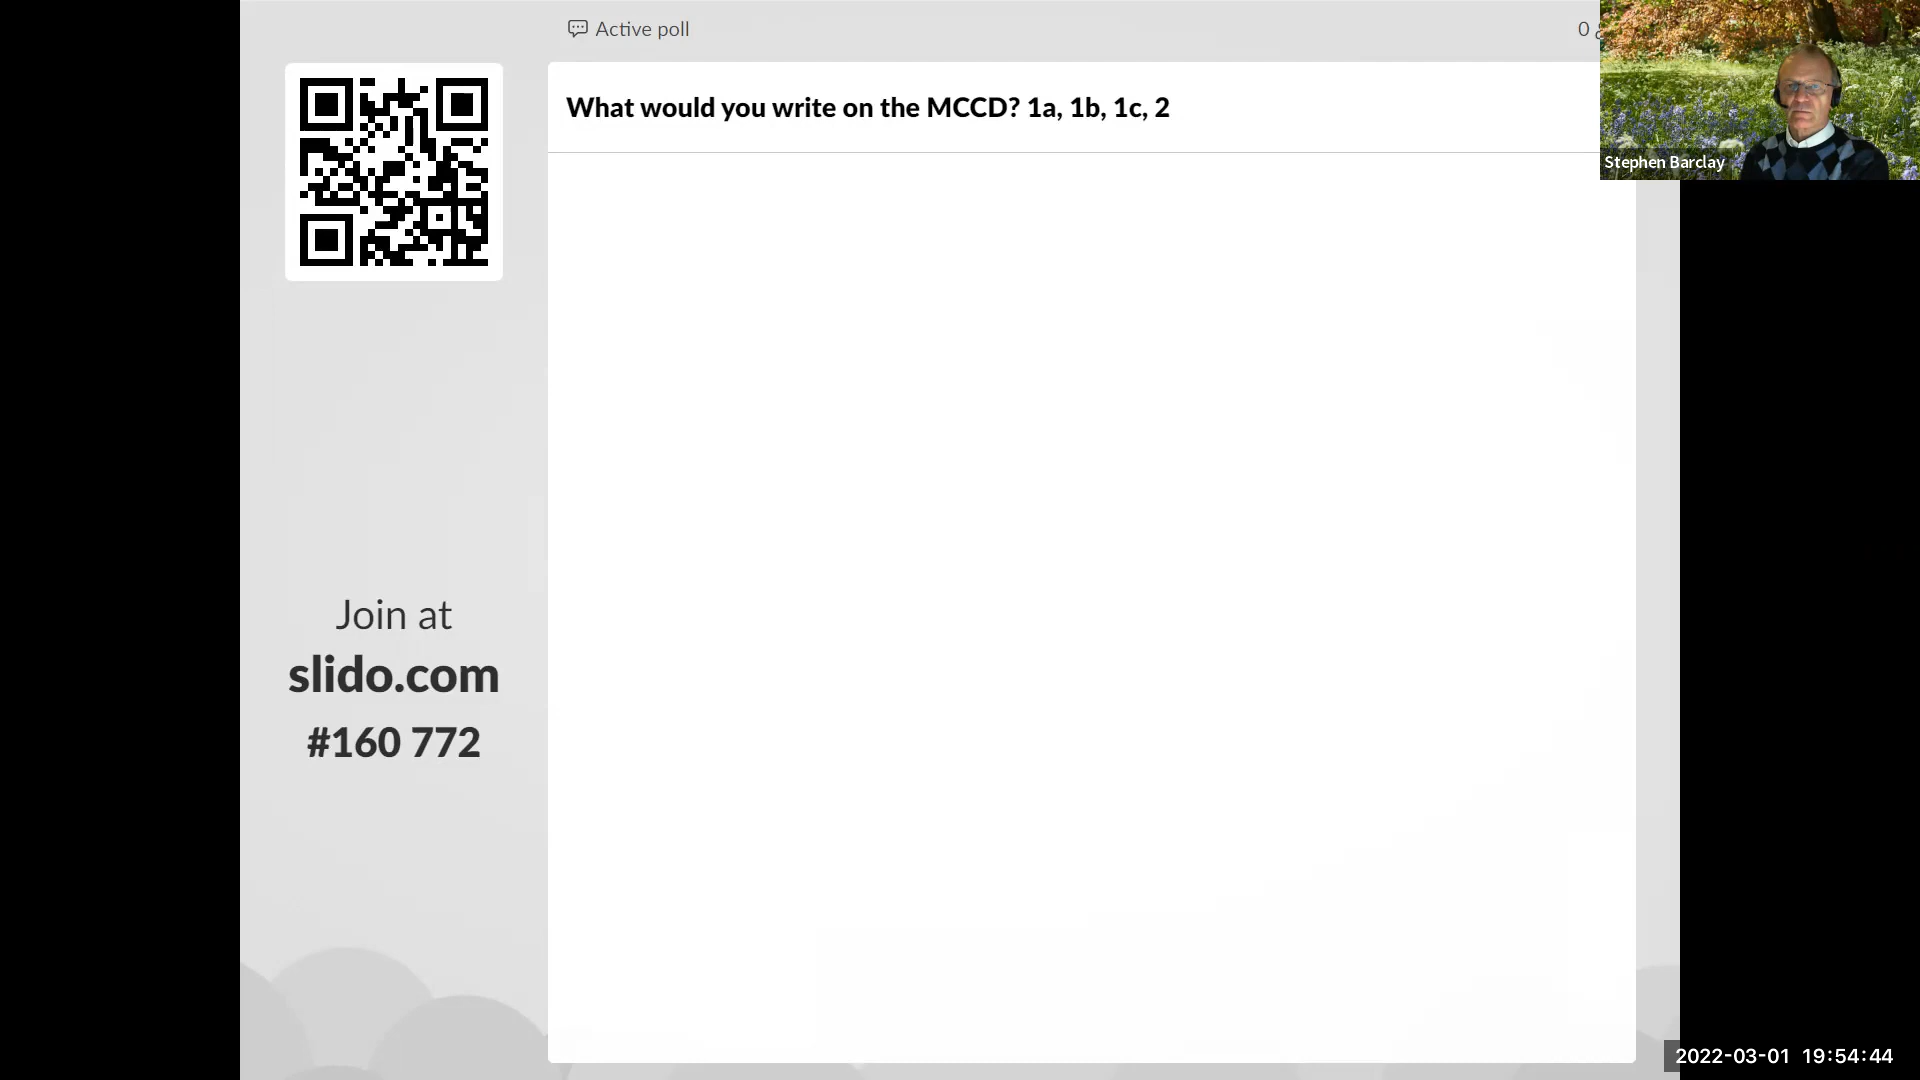 Active poll
0
What would you write on the MCCD? 1a, 1b, 1c, 2
Stephen Barclay
Join at
slido.com
#160 772
2022-03-01 19:54:44